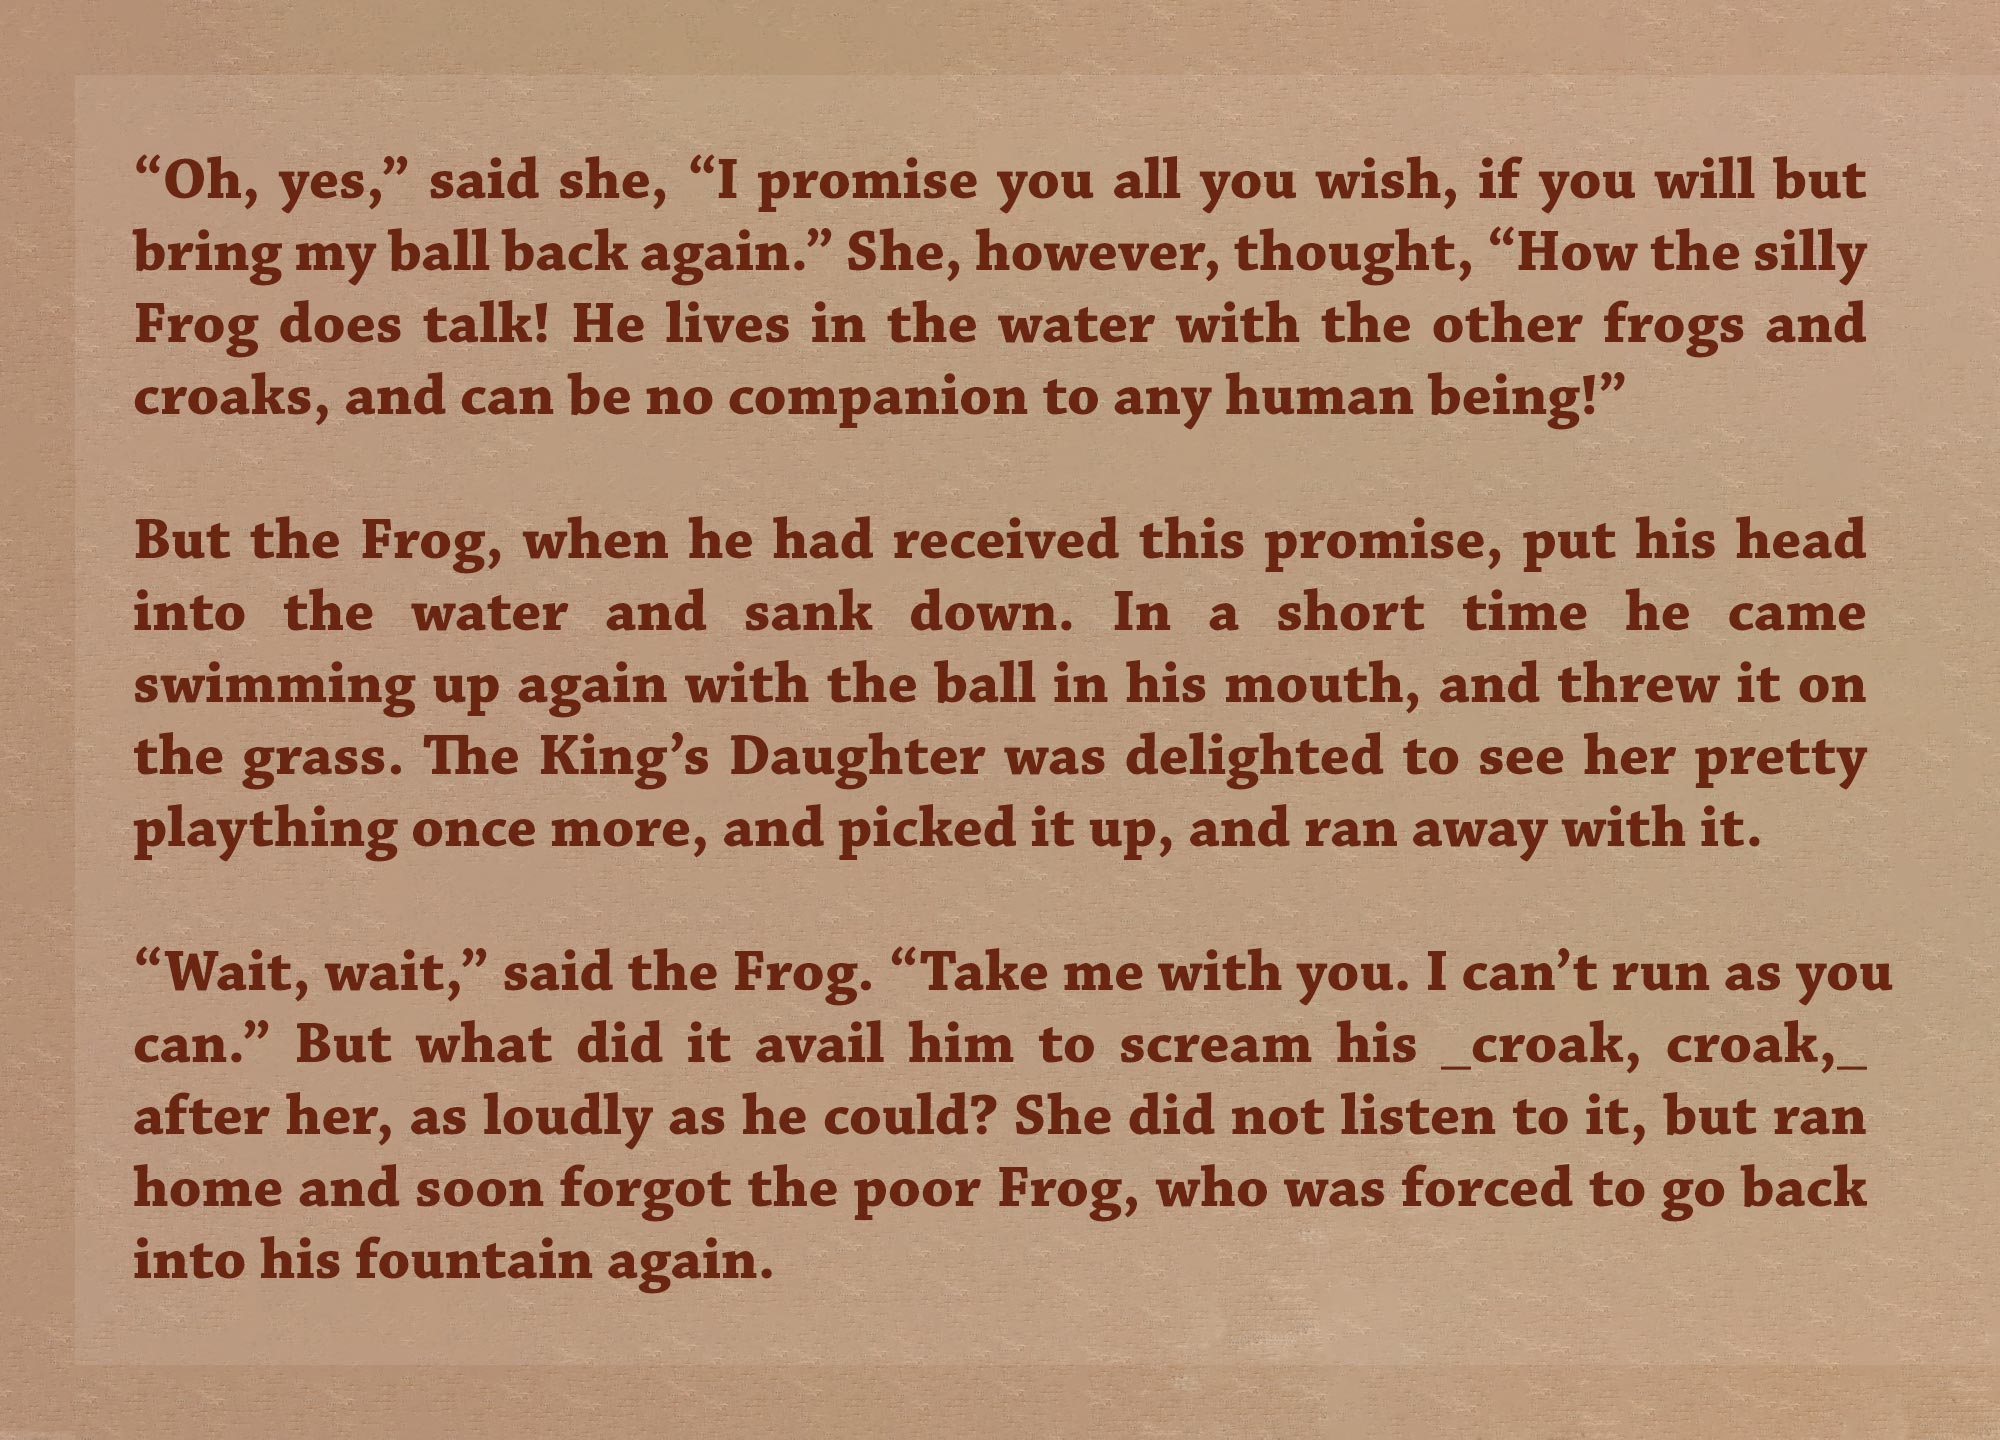 “Oh, yes,” said she, “I promise you all you wish, if you will but
bring my ball back again.” She, however, thought, “How the silly
Frog does talk! He lives in the water with the other frogs and
croaks, and can be no companion to any human being!”
But the Frog, when he had received this promise, put his head
into the water and sank down. In a short time he came
swimming up again with the ball in his mouth, and threw it on
the grass. The King’s Daughter was delighted to see her pretty
plaything once more, and picked it up, and ran away with it.
“Wait, wait,” said the Frog. “Take me with you. I can’t run as you
can.” But what did it avail him to scream his _croak, croak,_
after her, as loudly as he could? She did not listen to it, but ran
home and soon forgot the poor Frog, who was forced to go back
into his fountain again.